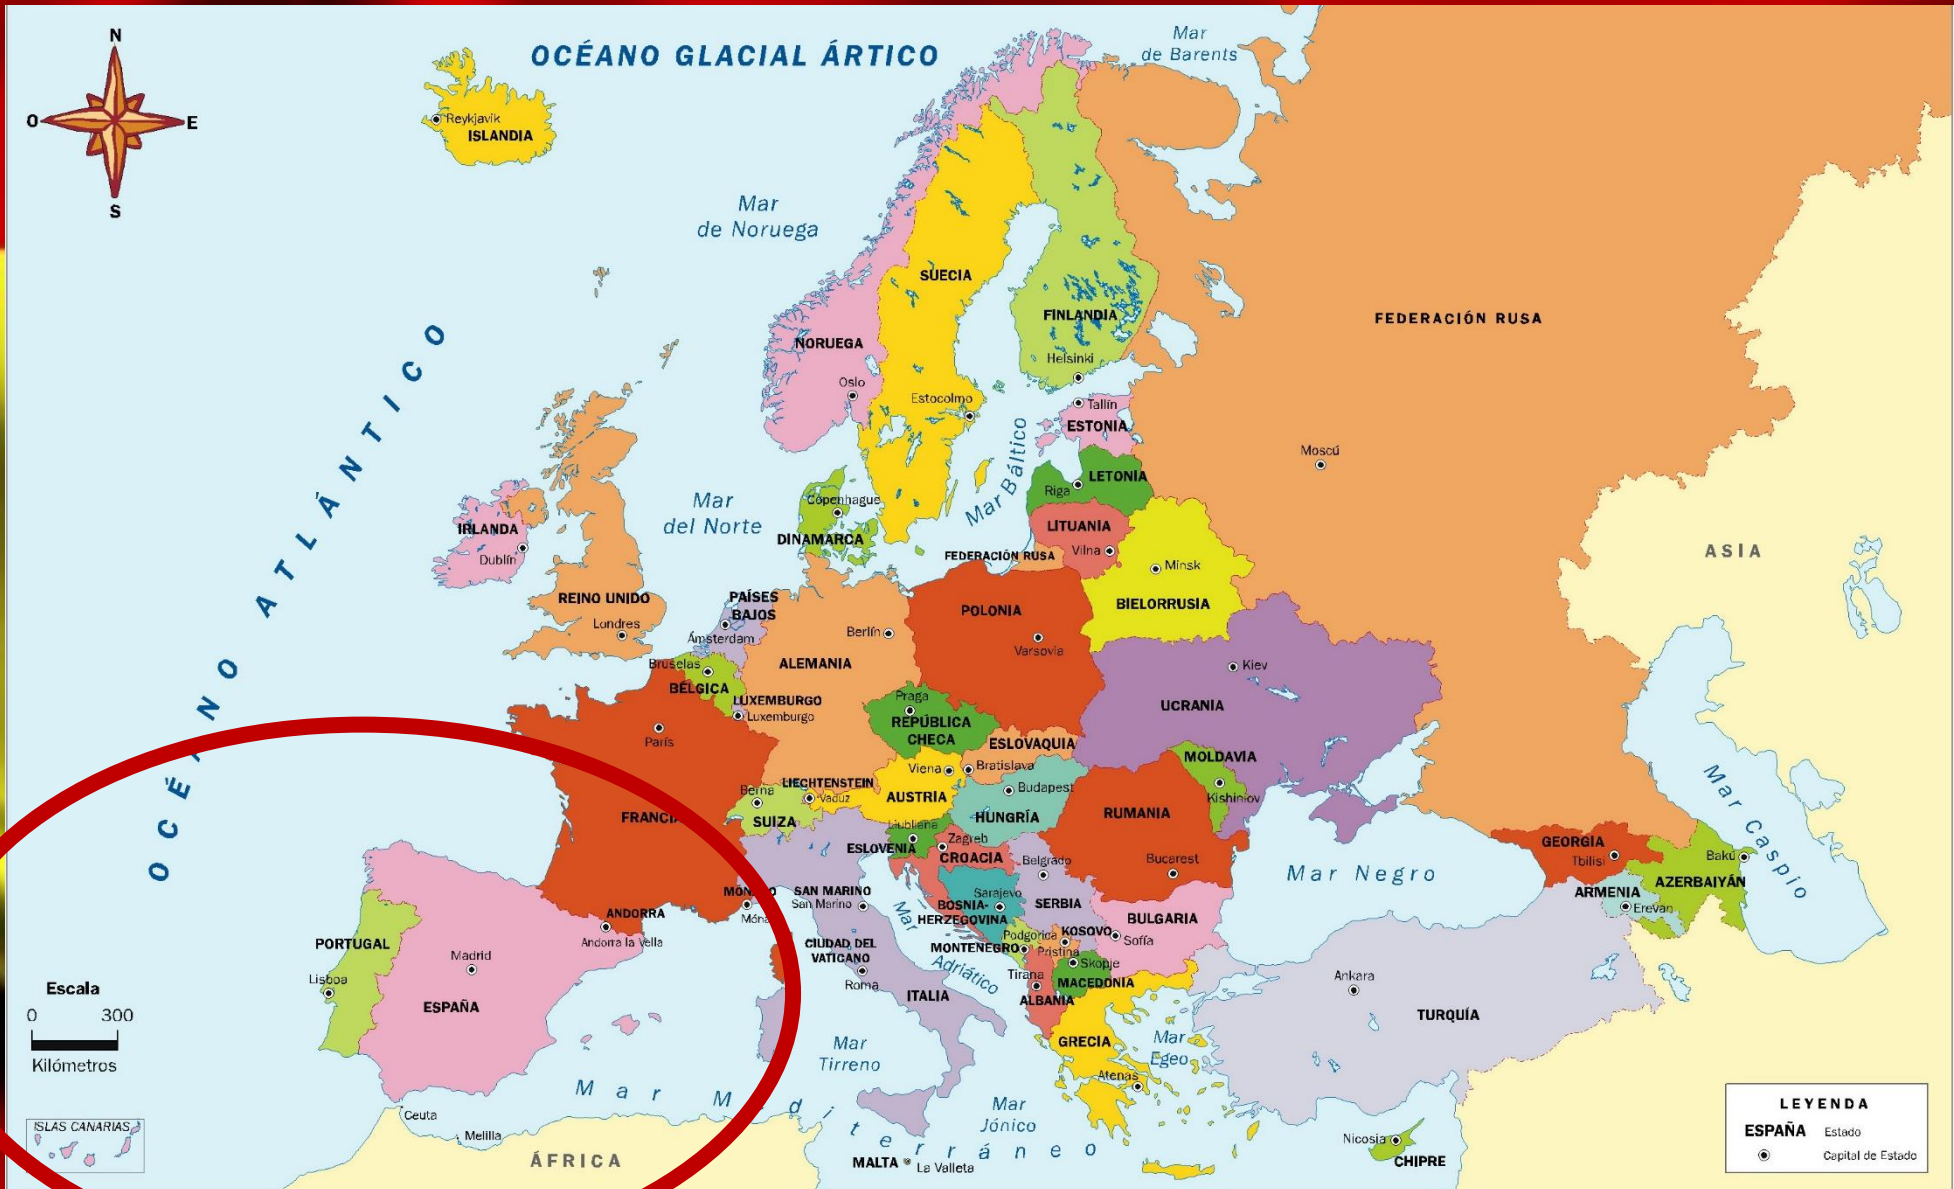 N
O
E
S
OCÉANO GLACIAL ÁRTICO
Mar
de Barents
Reykjavik
ISLANDIA
Mar
de Noruega
SUECIA
FINLANDIA
Helsinki
NORUEGA
Oslo
Estocolmo
FEDERACIÓN RUSA
Moscú
Tallín
ESTONIA
Mar Báltico
LETONIA
Riga
LITUANIA
Vilna
FEDERACIÓN RUSA
Minsk
BIELORRUSIA
ASIA
OCÉANO ATLÁNTICO
Mar
del Norte
Copenhague
DINAMARCA
IRLANDA
Dublín
REINO UNIDO
Londres
PAÍSES
BAJOS
Ámsterdam
Berlín
ALEMANIA
POLONIA
Varsovia
Bruselas
BÉLGICA
LUXEMBURGO
Luxemburgo
Praga
REPÚBLICA
CHECA
ESLOVAQUIA
Bratislava
Kiev
UCRANIA
París
FRANCIA
LIECHTENSTEIN
Vaduz
Berna
SUIZA
Viena
AUSTRIA
Budapest
HUNGRÍA
MOLDAVIA
Kishiniov
RUMANIA
Bucarest
Liubliana
ESLOVENIA
Zagreb
CROACIA
Belgrado
SERBIA
Sarajevo
BOSNIA-
HERZEGOVINA
MONTENEGRO
Podgorica
KOSOVO
Pristina
BULGARIA
Sofía
Skopje
MACEDONIA
Tirana
ALBANIA
GRECIA
Atenas
Mar
Egeo
Mar Negro
Mar Caspio
GEORGIA
Tbilisi
ARMENIA
Erevan
Bakú
AZERBAIYÁN
Ankara
TURQUÍA
Nicosia
CHIPRE
SAN MARINO
San Marino
CIUDAD DEL
VATICANO
Roma
ITALIA
Mar
Adriático
Mar
Tirreno
Mar
Jónico
MALTA
La Valleta
ANDORRA
Andorra la Vella
PORTUGAL
Lisboa
Madrid
ESPAÑA
Ceuta
Melilla
ÁFRICA
Escala
0 300
Kilómetros
ISLAS CANARIAS
LEYENDA
ESPAÑA Estado
Capital de Estado